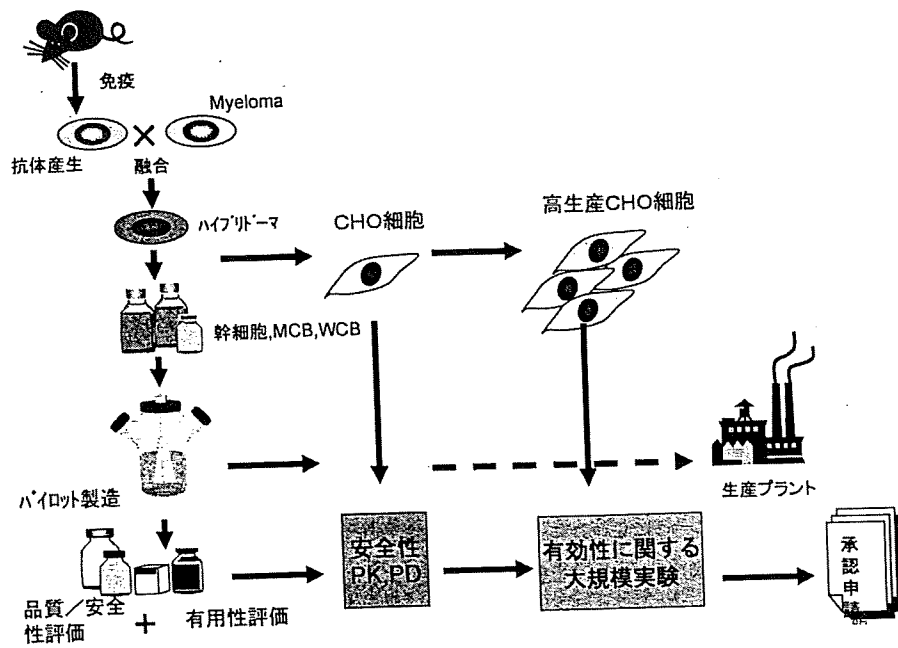 免疫
Myeloma
抗体産生
融合
ハイブリドーマ
CHO細胞
高生産CHO細胞
幹細胞,MCB,WCB
パイロット製造
生産プラント
安全性
PK,PD
有効性に関する
大規模実験
承認申請
品質/安全
性評価
+
有用性評価